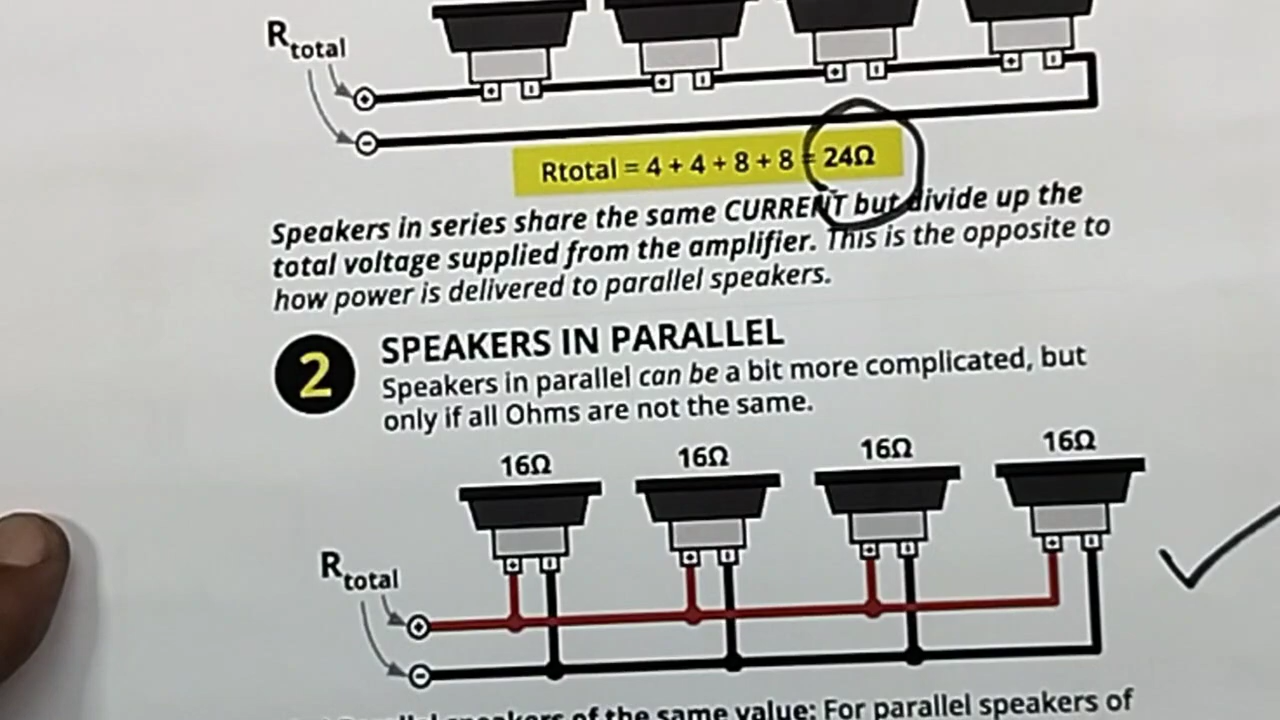 Rtotal
Rtotal = 4 + 4 + 8 + 8 = 24Ω
Speakers in series share the same CURRENT but divide up the
total voltage supplied from the amplifier. This is the opposite to
how power is delivered to parallel speakers.
2
SPEAKERS IN PARALLEL
Speakers in parallel can be a bit more complicated, but
only if all Ohms are not the same.
16Ω 16Ω 16Ω 16Ω
Rtotal
speakers of the same value: For parallel speakers of